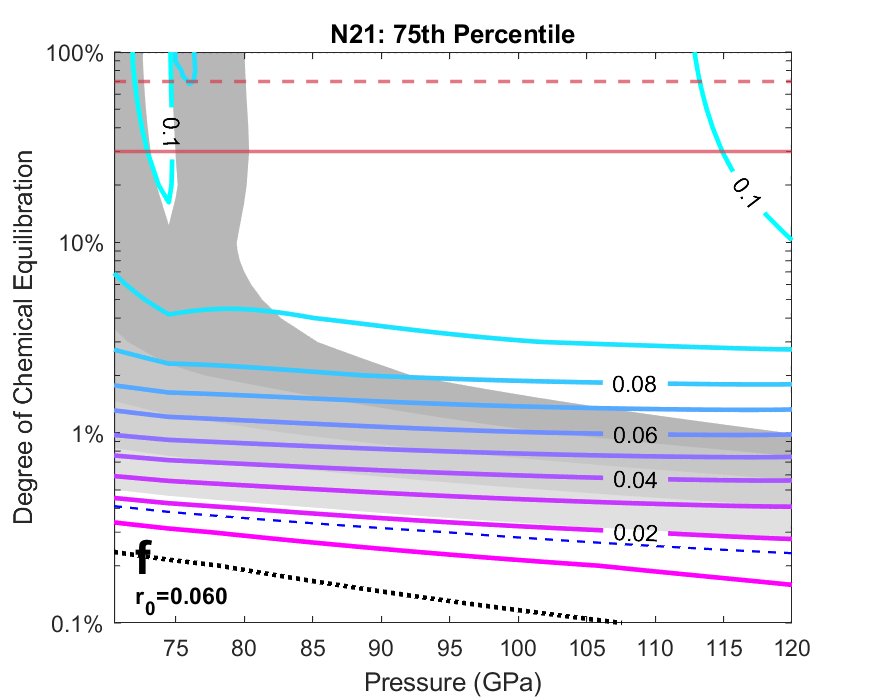 N21: 75th Percentile
100%
10%
1%
0.1%
Degree of Chemical Equilibration
0.1
0.1
0.08
0.06
0.04
0.02
f
r0=0.060
75 80 85 90 95 100 105 110 115 120
Pressure (GPa)